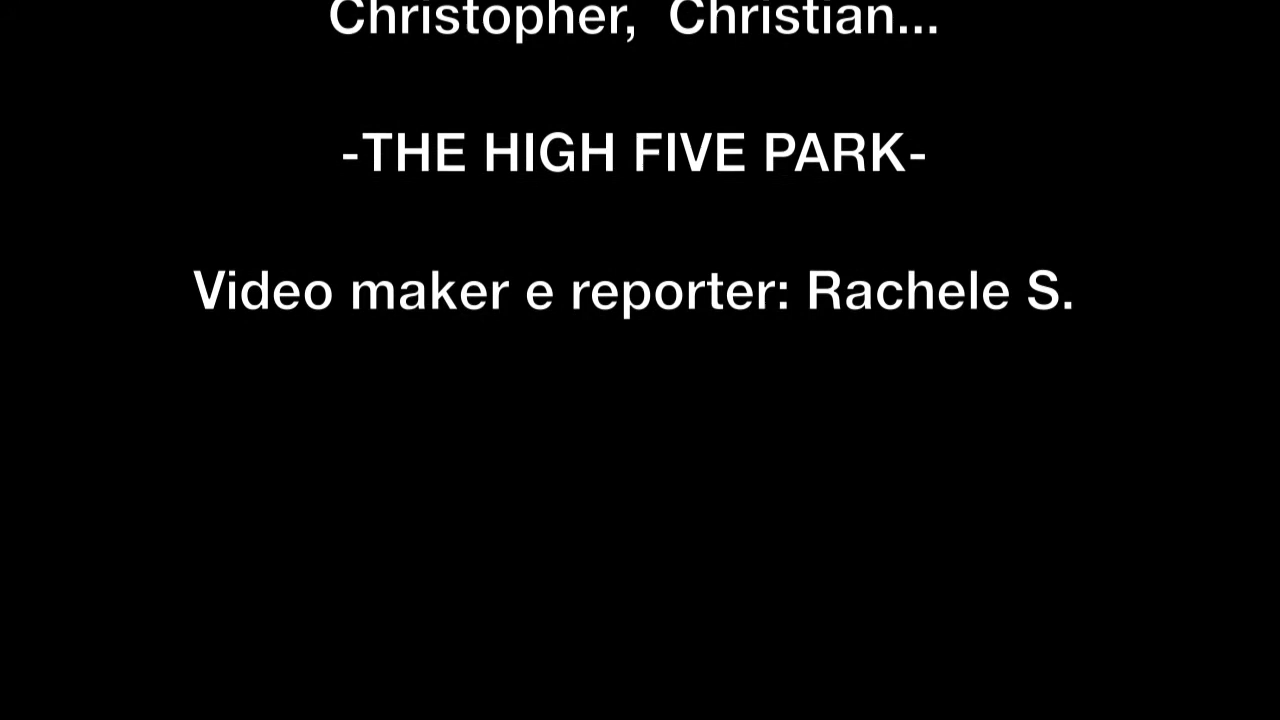 Christopher,  Christian...
-THE HIGH FIVE PARK-
Video maker e reporter: Rachele S.